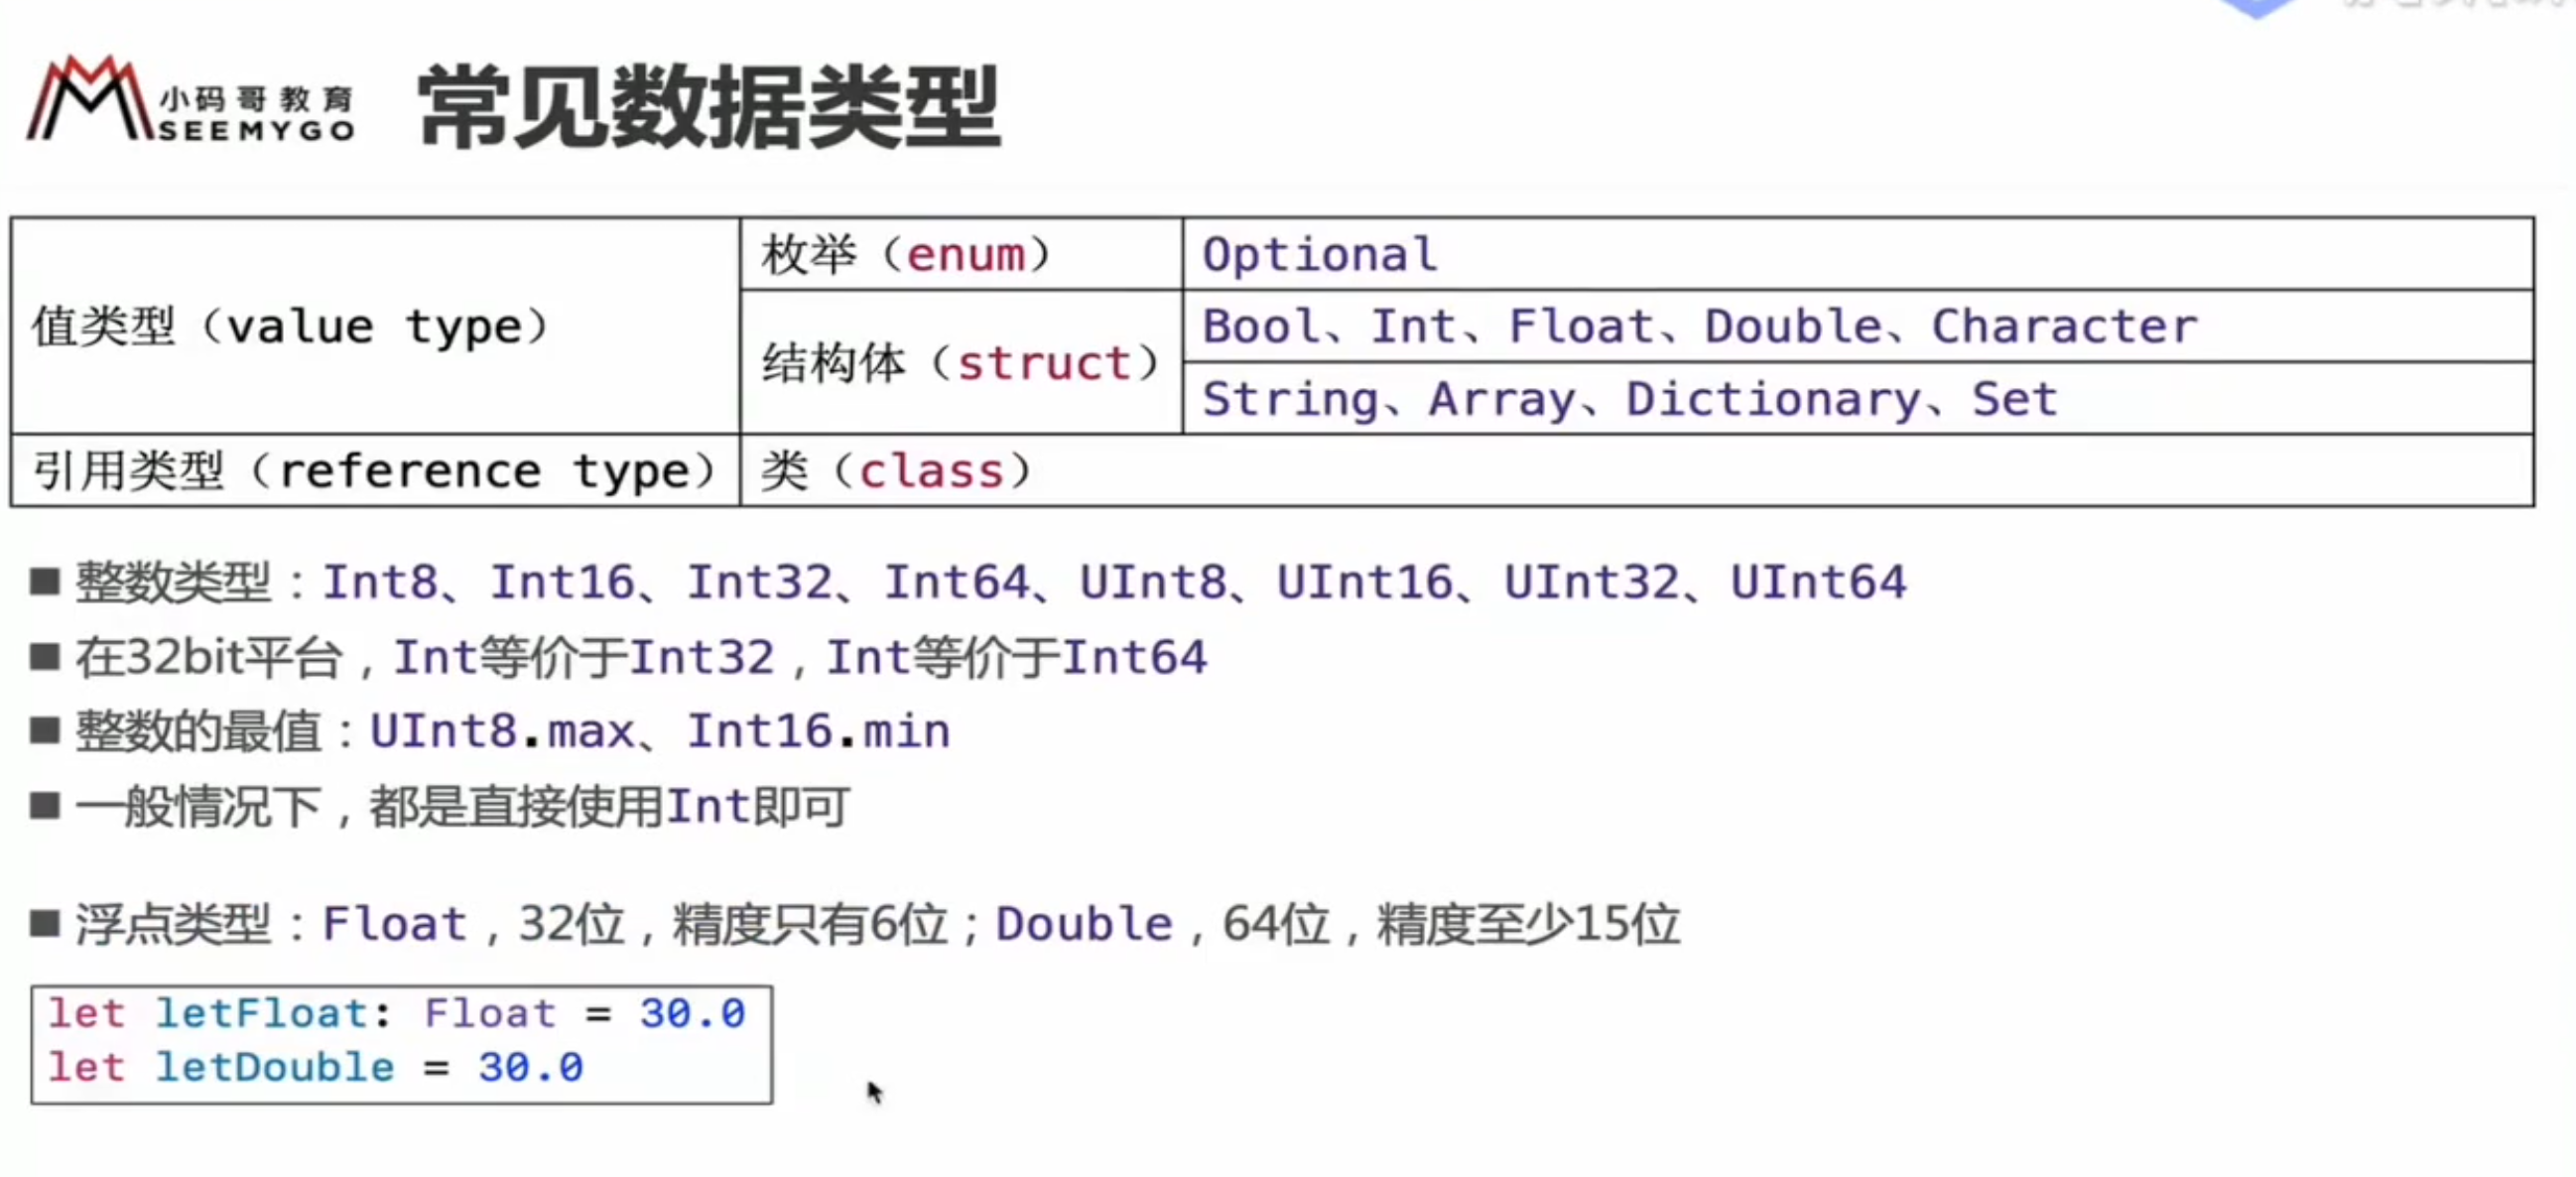 小码哥教育
SEEMYGO
常见数据类型
值类型（value type）
枚举（enum）
Optional
结构体（struct）
Bool、Int、Float、Double、Character
String、Array、Dictionary、Set
引用类型（reference type）
类（class）
■ 整数类型：Int8、Int16、Int32、Int64、UInt8、UInt16、UInt32、UInt64
■ 在32bit平台，Int等价于Int32，Int等价于Int64
■ 整数的最值：UInt8.max、Int16.min
■ 一般情况下，都是直接使用Int即可
■ 浮点类型：Float，32位，精度只有6位；Double，64位，精度至少15位
let letFloat: Float = 30.0
let letDouble = 30.0